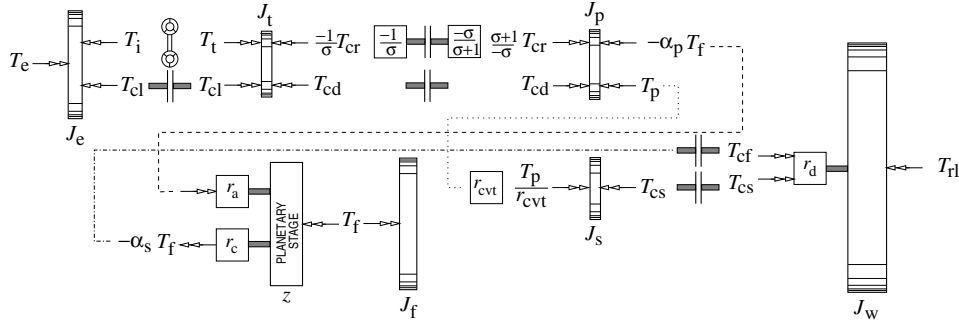 J_t
J_p
T_i T_t -1/σ T_cr -1/σ -σ/σ+1 σ+1/-σ T_cr -α_p T_f
T_e
T_cl T_cl T_cd T_cd T_p
J_e
T_cf
r_a r_cvt T_p/r_cvt T_cs T_cs r_d T_rl
PLANETARY STAGE
T_f
-α_s T_f r_c
J_s
z J_f J_w